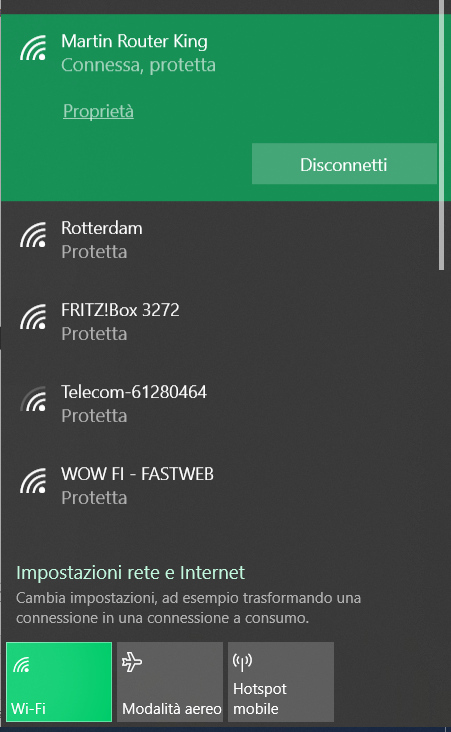 Martin Router King
Connessa, protetta
Proprietà
Disconnetti
Rotterdam
Protetta
FRITZ!Box 3272
Protetta
Telecom-61280464
Protetta
WOW FI - FASTWEB
Protetta
Impostazioni rete e Internet
Cambia impostazioni, ad esempio trasformando una
connessione in una connessione a consumo.
Wi-Fi
Modalità aereo
Hotspot
mobile